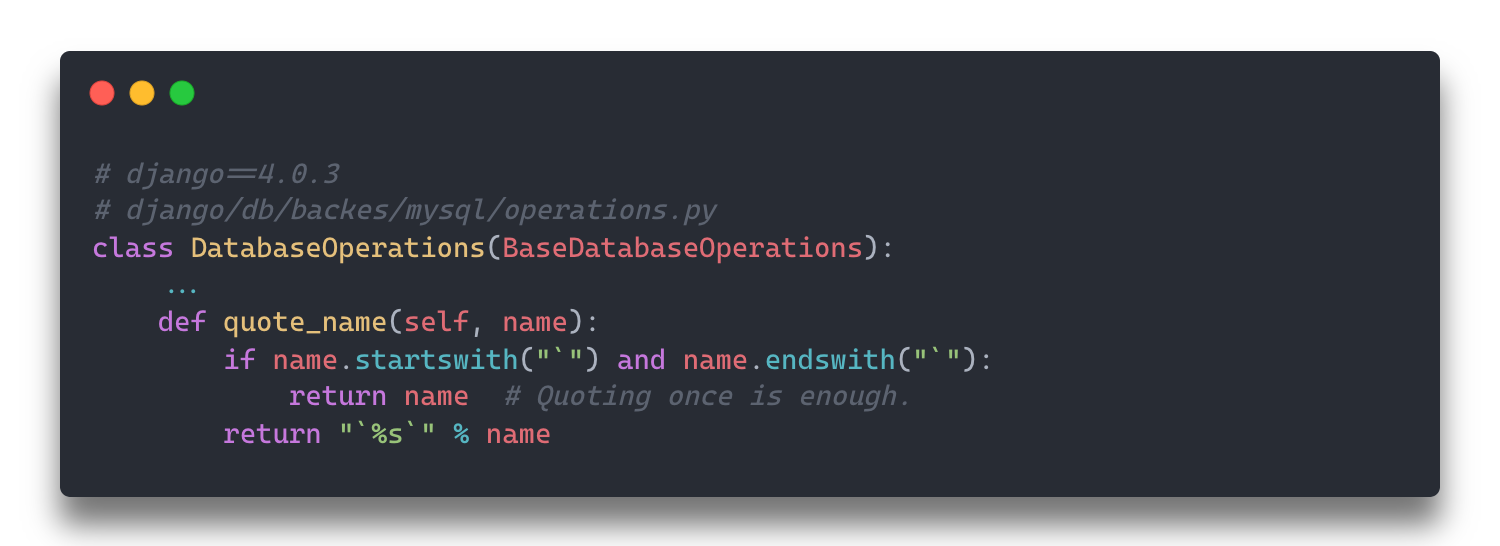 # django==4.0.3
# django/db/backes/mysql/operations.py
class DatabaseOperations(BaseDatabaseOperations):
    ...
    def quote_name(self, name):
        if name.startswith("`") and name.endswith("`"):
            return name  # Quoting once is enough.
        return "`%s`" % name